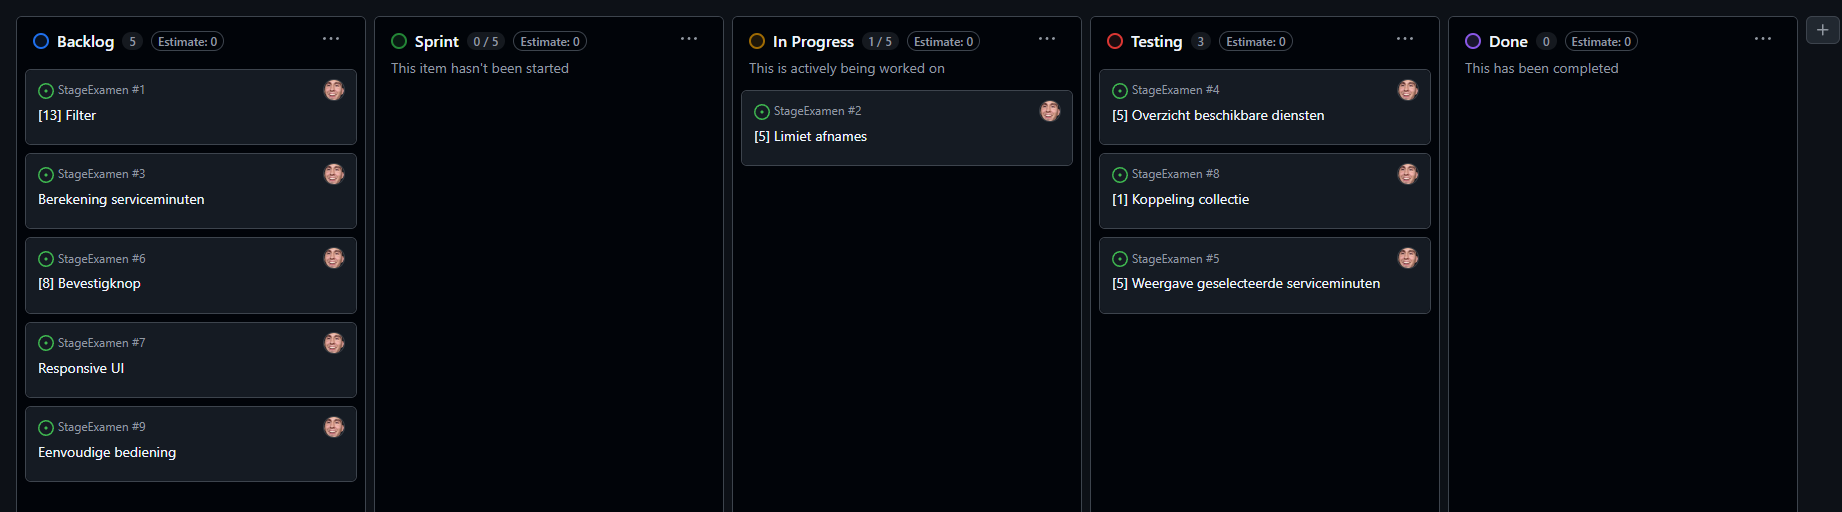 Backlog 5 Estimate: 0 ...
StageExamen #1
[13] Filter
StageExamen #3
Berekening serviceminuten
StageExamen #6
[8] Bevestigknop
StageExamen #7
Responsive UI
StageExamen #9
Eenvoudige bediening
Sprint 0 / 5 Estimate: 0 ...
This item hasn't been started
In Progress 1 / 5 Estimate: 0 ...
This is actively being worked on
StageExamen #2
[5] Limiet afnames
Testing 3 Estimate: 0 ...
StageExamen #4
[5] Overzicht beschikbare diensten
StageExamen #8
[1] Koppeling collectie
StageExamen #5
[5] Weergave geselecteerde serviceminuten
Done 0 Estimate: 0 ...
This has been completed
+